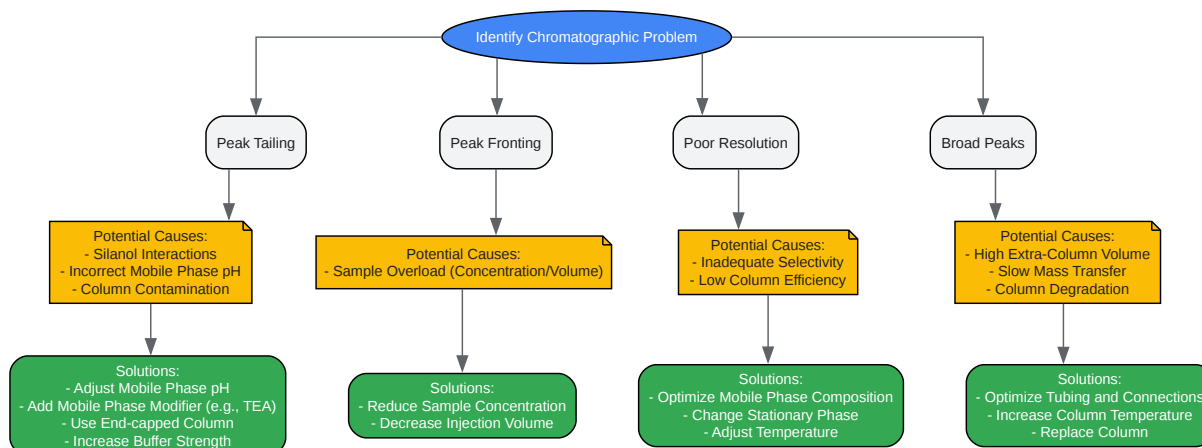 Identify Chromatographic Problem
Peak Tailing
Peak Fronting
Poor Resolution
Broad Peaks
Potential Causes:
- Silanol Interactions
- Incorrect Mobile Phase pH
- Column Contamination
Potential Causes:
- Sample Overload (Concentration/Volume)
Potential Causes:
- Inadequate Selectivity
- Low Column Efficiency
Potential Causes:
- High Extra-Column Volume
- Slow Mass Transfer
- Column Degradation
Solutions:
- Adjust Mobile Phase pH
- Add Mobile Phase Modifier (e.g., TEA)
- Use End-capped Column
- Increase Buffer Strength
Solutions:
- Reduce Sample Concentration
- Decrease Injection Volume
Solutions:
- Optimize Mobile Phase Composition
- Change Stationary Phase
- Adjust Temperature
Solutions:
- Optimize Tubing and Connections
- Increase Column Temperature
- Replace Column